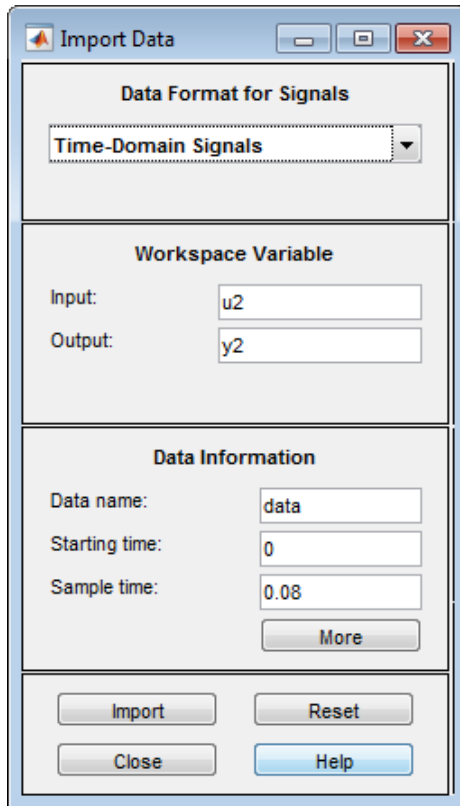 Import Data
Data Format for Signals
Time-Domain Signals
Workspace Variable
Input: u2
Output: y2
Data Information
Data name: data
Starting time: 0
Sample time: 0.08
More
Import Reset
Close Help